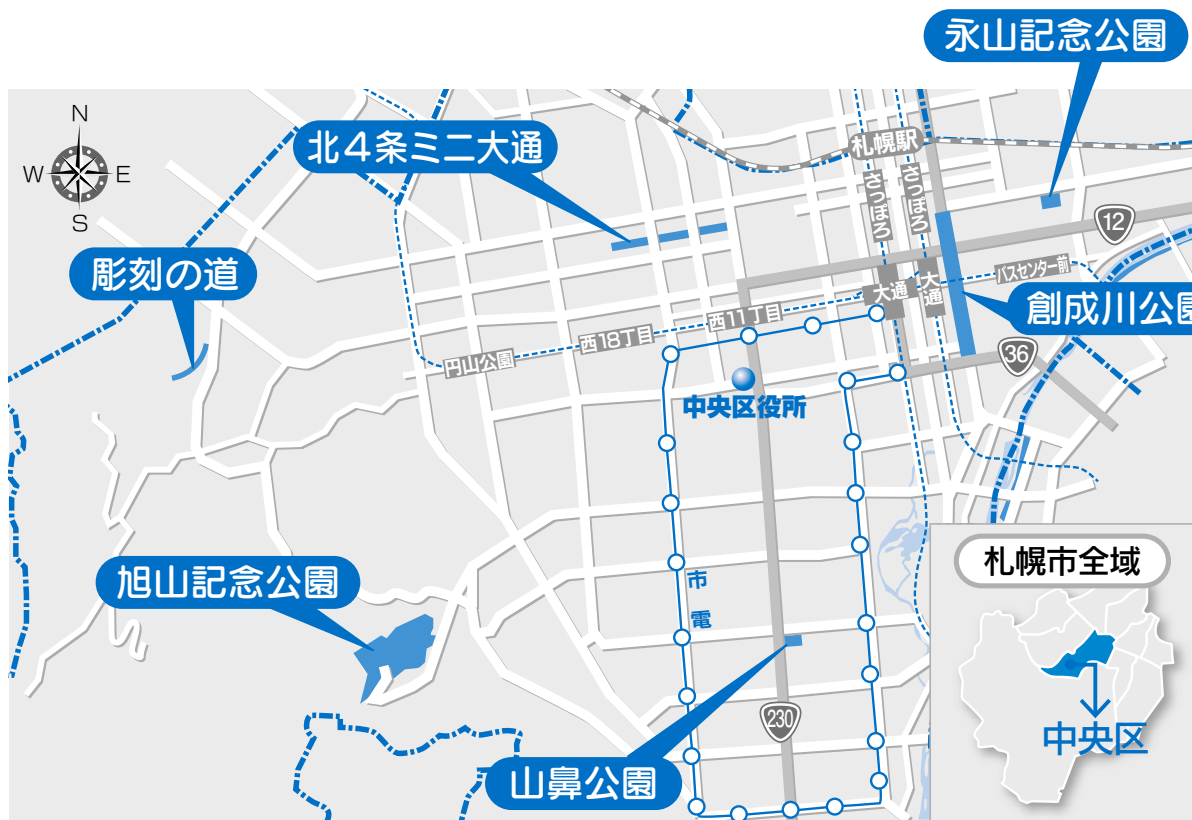 永山記念公園
N
W
E
S
北4条ミニ大通
札幌駅
さっぽろ
さっぽろ
12
彫刻の道
バスセンター前
大通
大通
創成川公園
西11丁目
西18丁目
円山公園
36
中央区役所
札幌市全域
旭山記念公園
市電
230
中央区
山鼻公園